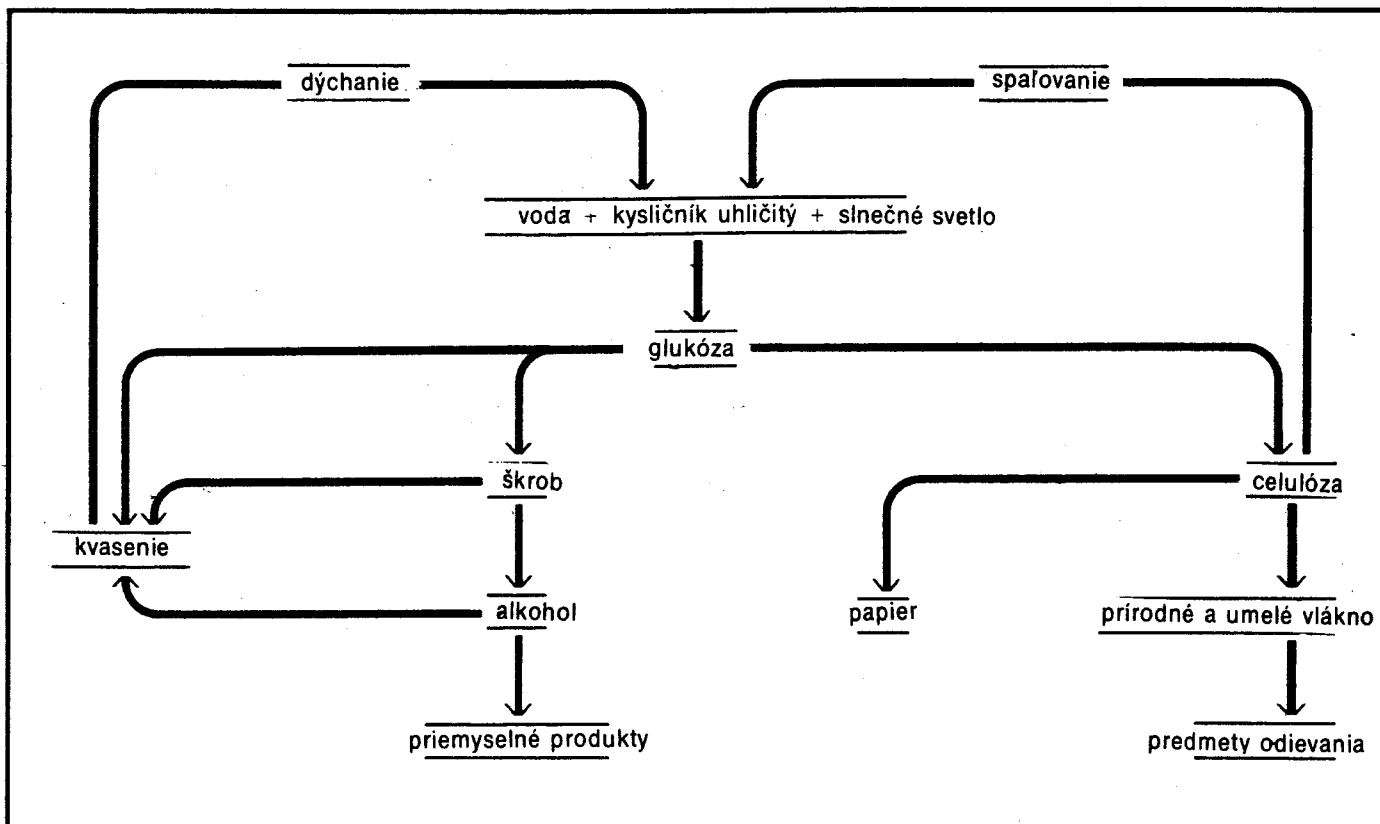 dýchanie
spaľovanie
voda + kysličník uhličitý + slnečné svetlo
glukóza
škrob
celulóza
kvasenie
alkohol
papier
prírodné a umelé vlákno
priemyselné produkty
predmety odievania